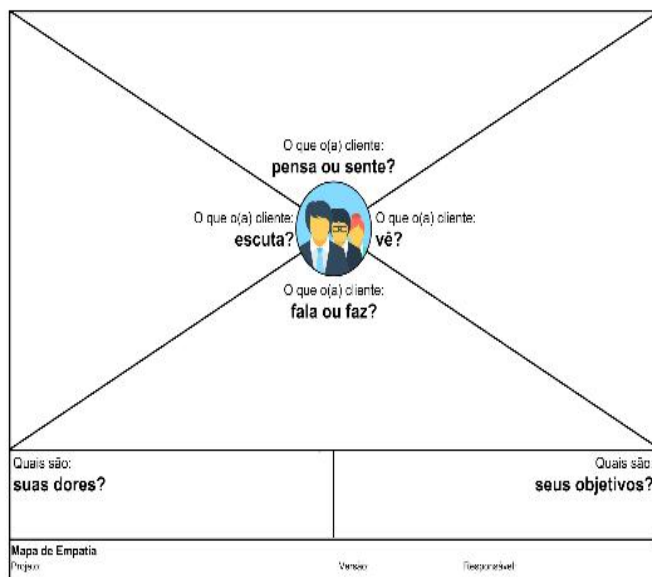 O que o(a) cliente:
pensa ou sente?
O que o(a) cliente:
escuta?
O que o(a) cliente:
vê?
O que o(a) cliente:
fala ou faz?
Quais são:
suas dores?
Quais são:
seus objetivos?
Mapa de Empatia
Projeto:
Versão:
Responsável: